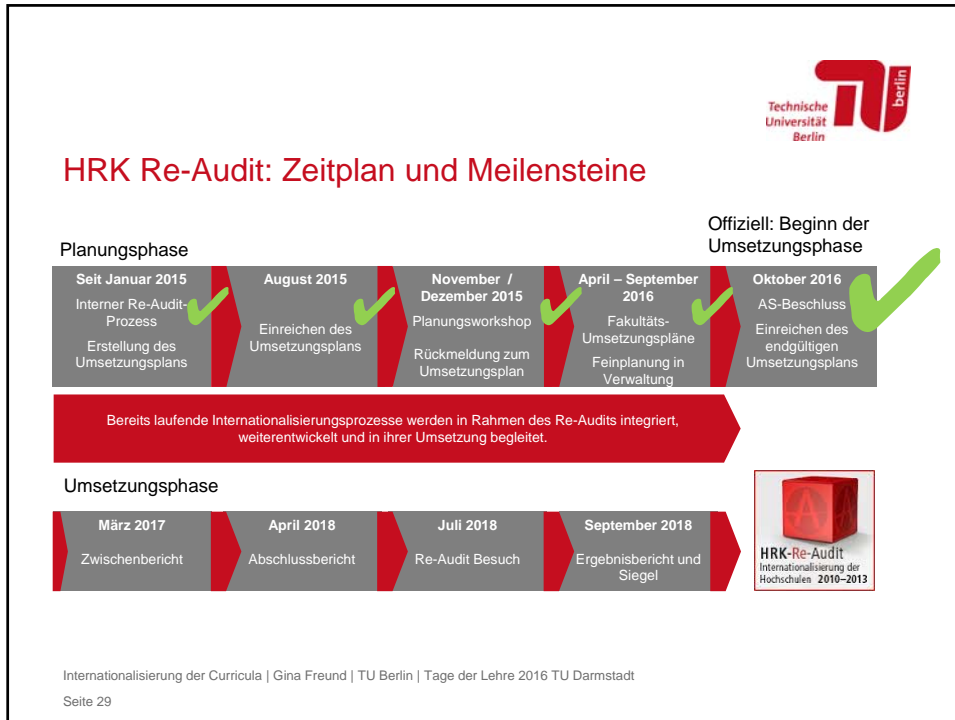 Technische
Universität
Berlin
berlin
HRK Re-Audit: Zeitplan und Meilensteine
Offiziell: Beginn der
Umsetzungsphase
Planungsphase
Seit Januar 2015
Interner Re-Audit-
Prozess
Erstellung des
Umsetzungsplans
August 2015
Einreichen des
Umsetzungsplans
November /
Dezember 2015
Planungsworkshop
Rückmeldung zum
Umsetzungsplan
April – September
2016
Fakultäts-
Umsetzungspläne
Feinplanung in
Verwaltung
Oktober 2016
AS-Beschluss
Einreichen des
endgültigen
Umsetzungsplans
Bereits laufende Internationalisierungsprozesse werden in Rahmen des Re-Audits integriert,
weiterentwickelt und in ihrer Umsetzung begleitet.
Umsetzungsphase
März 2017
Zwischenbericht
April 2018
Abschlussbericht
Juli 2018
Re-Audit Besuch
September 2018
Ergebnisbericht und
Siegel
A
HRK-Re-Audit
Internationalisierung der
Hochschulen 2010–2013
Internationalisierung der Curricula | Gina Freund | TU Berlin | Tage der Lehre 2016 TU Darmstadt
Seite 29